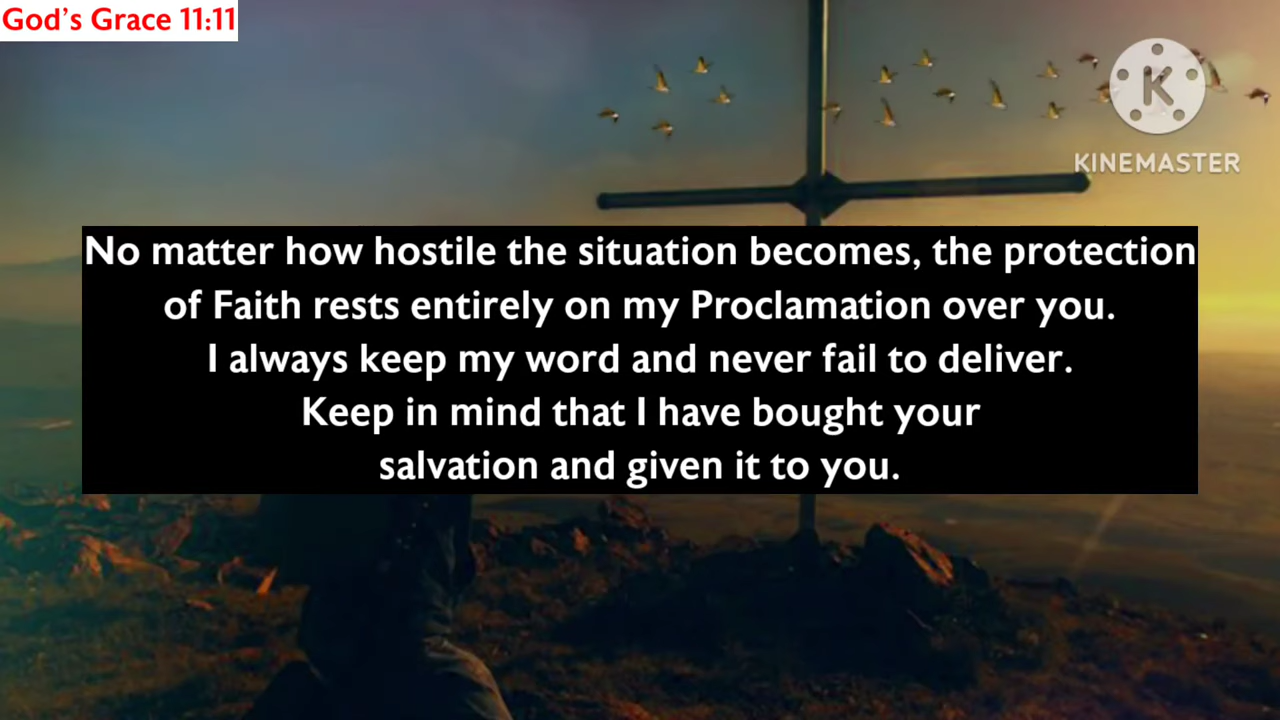 God's Grace 11:11
K
KINEMASTER
No matter how hostile the situation becomes, the protection
of Faith rests entirely on my Proclamation over you.
I always keep my word and never fail to deliver.
Keep in mind that I have bought your
salvation and given it to you.